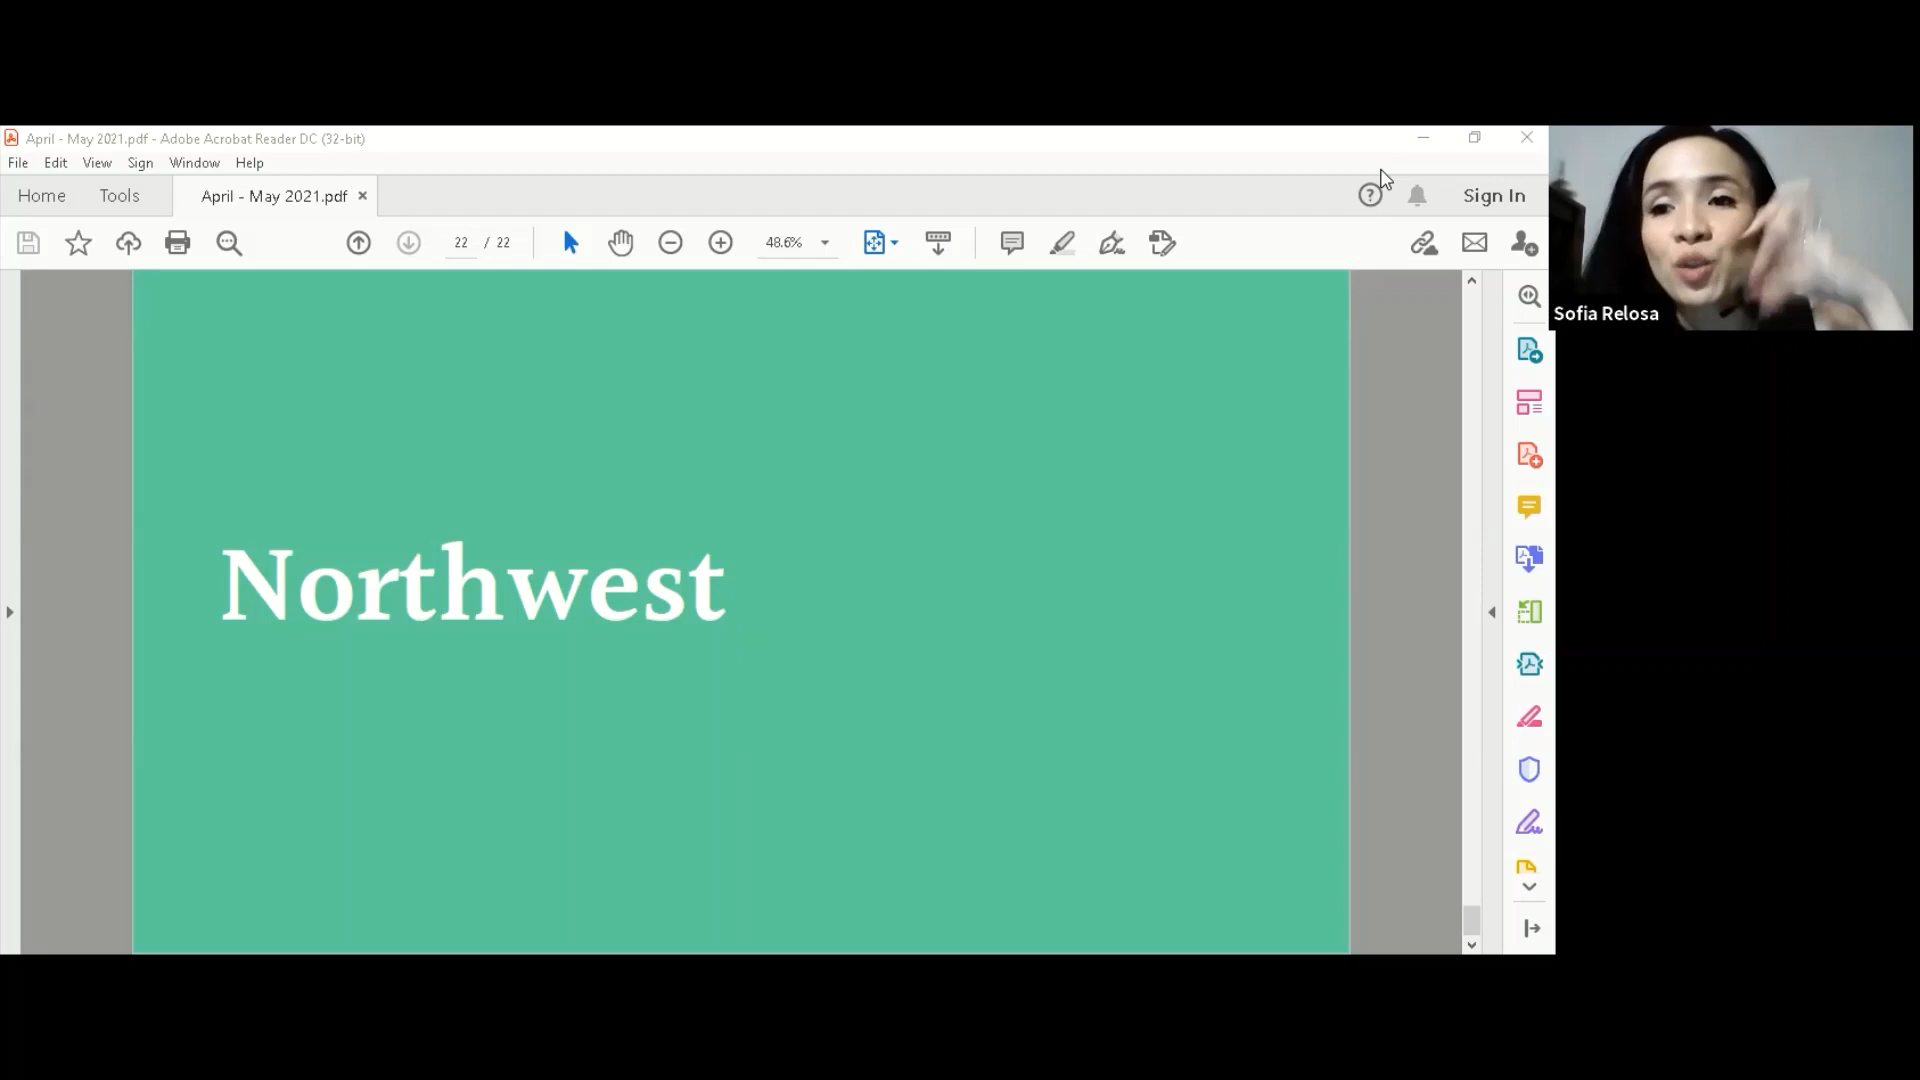 April - May 2021.pdf - Adobe Acrobat Reader DC (32-bit)
File Edit View Sign Window Help
Home Tools April - May 2021.pdf × Sign In
22 / 22 48.6%
Sofia Relosa
Northwest